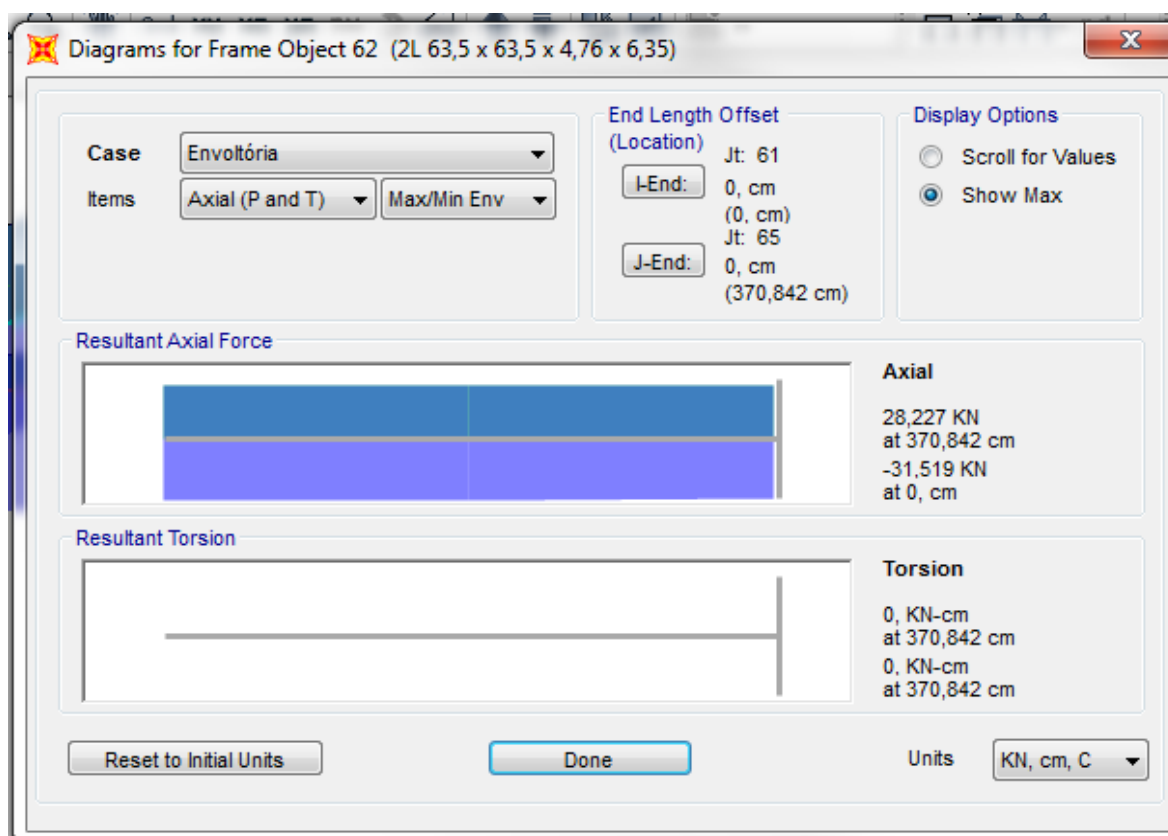 Diagrams for Frame Object 62 (2L 63,5 x 63,5 x 4,76 x 6,35)
X
Case
Envoltória
Items
Axial (P and T)
Max/Min Env
End Length Offset
(Location)
I-End:
Jt: 61
0, cm
(0, cm)
J-End:
Jt: 65
0, cm
(370,842 cm)
Display Options
Scroll for Values
Show Max
Resultant Axial Force
Axial
28,227 KN
at 370,842 cm
-31,519 KN
at 0, cm
Resultant Torsion
Torsion
0, KN-cm
at 370,842 cm
0, KN-cm
at 370,842 cm
Reset to Initial Units
Done
Units
KN, cm, C